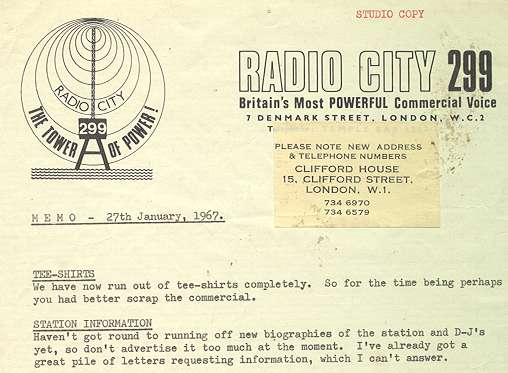 STUDIO COPY
RADIO CITY
299
THE TOWER OF POWER!
RADIO CITY 299
Britain's Most POWERFUL Commercial Voice
7 DENMARK STREET, LONDON, W.C.2
PLEASE NOTE NEW ADDRESS
& TELEPHONE NUMBERS
CLIFFORD HOUSE
15, CLIFFORD STREET,
LONDON, W.1.
734 6970
734 6579
MEMO - 27th January, 1967.
TEE-SHIRTS
We have now run out of tee-shirts completely. So for the time being perhaps
you had better scrap the commercial.
STATION INFORMATION
Haven't got round to running off new biographies of the station and D-J's
yet, so don't advertise it too much at the moment. I've already got a
great pile of letters requesting information, which I can't answer.